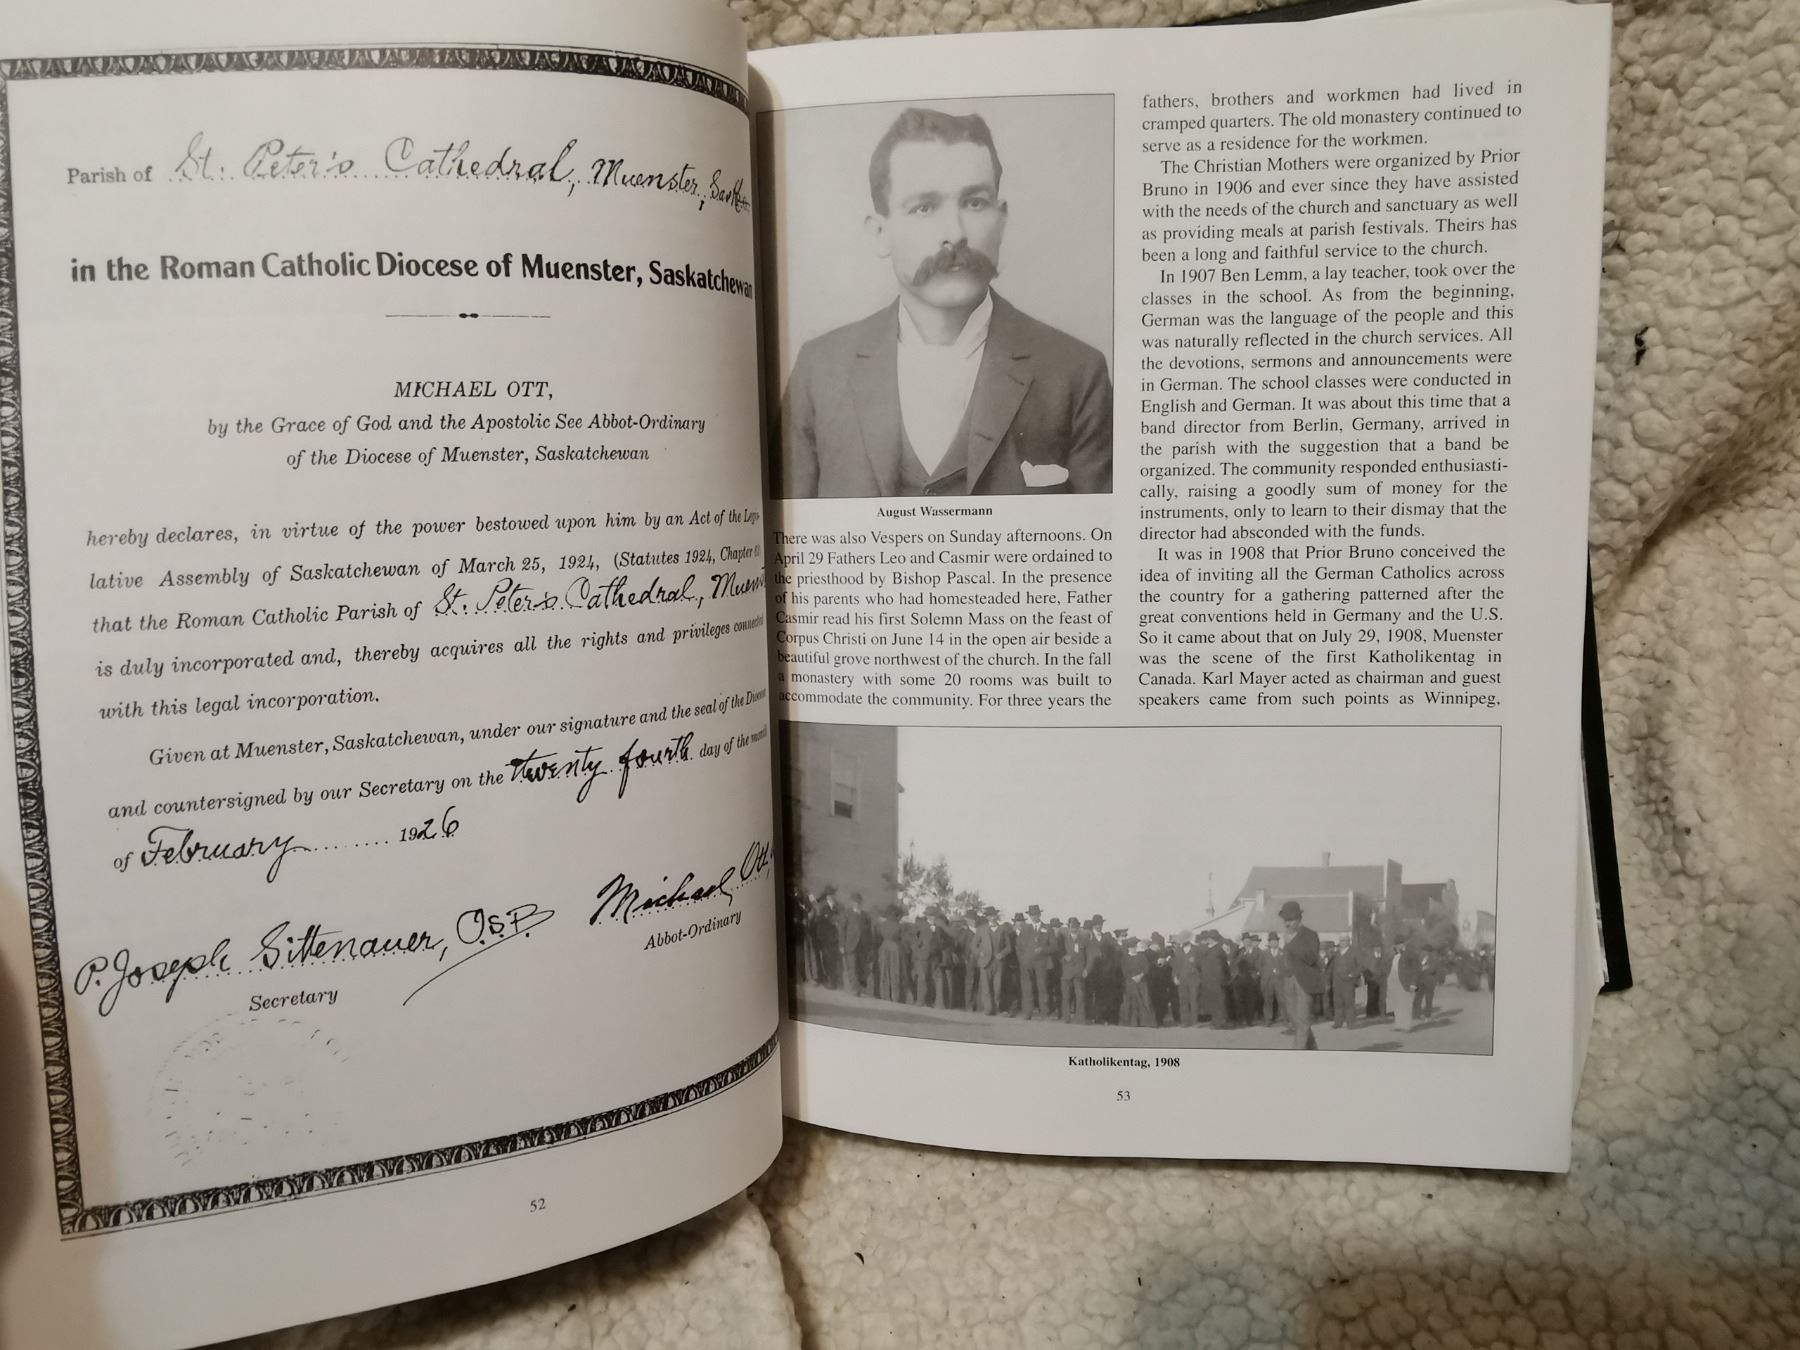 Parish of St. Peter's Cathedral, Muenster, Sask.
in the Roman Catholic Diocese of Muenster, Saskatchewan
MICHAEL OTT,
by the Grace of God and the Apostolic See Abbot-Ordinary
of the Diocese of Muenster, Saskatchewan
hereby declares, in virtue of the power bestowed upon him by an Act of the Legis-
lative Assembly of Saskatchewan of March 25, 1924, (Statutes 1924, Chapter
that the Roman Catholic Parish of St. Peter's Cathedral, Muens
is duly incorporated and, thereby acquires all the rights and privileges connected
with this legal incorporation.
Given at Muenster, Saskatchewan, under our signature and the seal of the Dioces
and countersigned by our Secretary on the twenty fourth day of the month
of February 1926
P. Joseph Sittenauer, O.S.B. Michael Ott,
Abbot-Ordinary
Secretary
52
August Wassermann
There was also Vespers on Sunday afternoons. On
April 29 Fathers Leo and Casmir were ordained to
the priesthood by Bishop Pascal. In the presence
of his parents who had homesteaded here, Father
Casmir read his first Solemn Mass on the feast of
Corpus Christi on June 14 in the open air beside a
beautiful grove northwest of the church. In the fall
a monastery with some 20 rooms was built to
accommodate the community. For three years the
fathers, brothers and workmen had lived in
cramped quarters. The old monastery continued to
serve as a residence for the workmen.
The Christian Mothers were organized by Prior
Bruno in 1906 and ever since they have assisted
with the needs of the church and sanctuary as well
as providing meals at parish festivals. Theirs has
been a long and faithful service to the church.
In 1907 Ben Lemm, a lay teacher, took over the
classes in the school. As from the beginning,
German was the language of the people and this
was naturally reflected in the church services. All
the devotions, sermons and announcements were
in German. The school classes were conducted in
English and German. It was about this time that a
band director from Berlin, Germany, arrived in
the parish with the suggestion that a band be
organized. The community responded enthusiasti-
cally, raising a goodly sum of money for the
instruments, only to learn to their dismay that the
director had absconded with the funds.
It was in 1908 that Prior Bruno conceived the
idea of inviting all the German Catholics across
the country for a gathering patterned after the
great conventions held in Germany and the U.S.
So it came about that on July 29, 1908, Muenster
was the scene of the first Katholikentag in
Canada. Karl Mayer acted as chairman and guest
speakers came from such points as Winnipeg,
Katholikentag, 1908
53